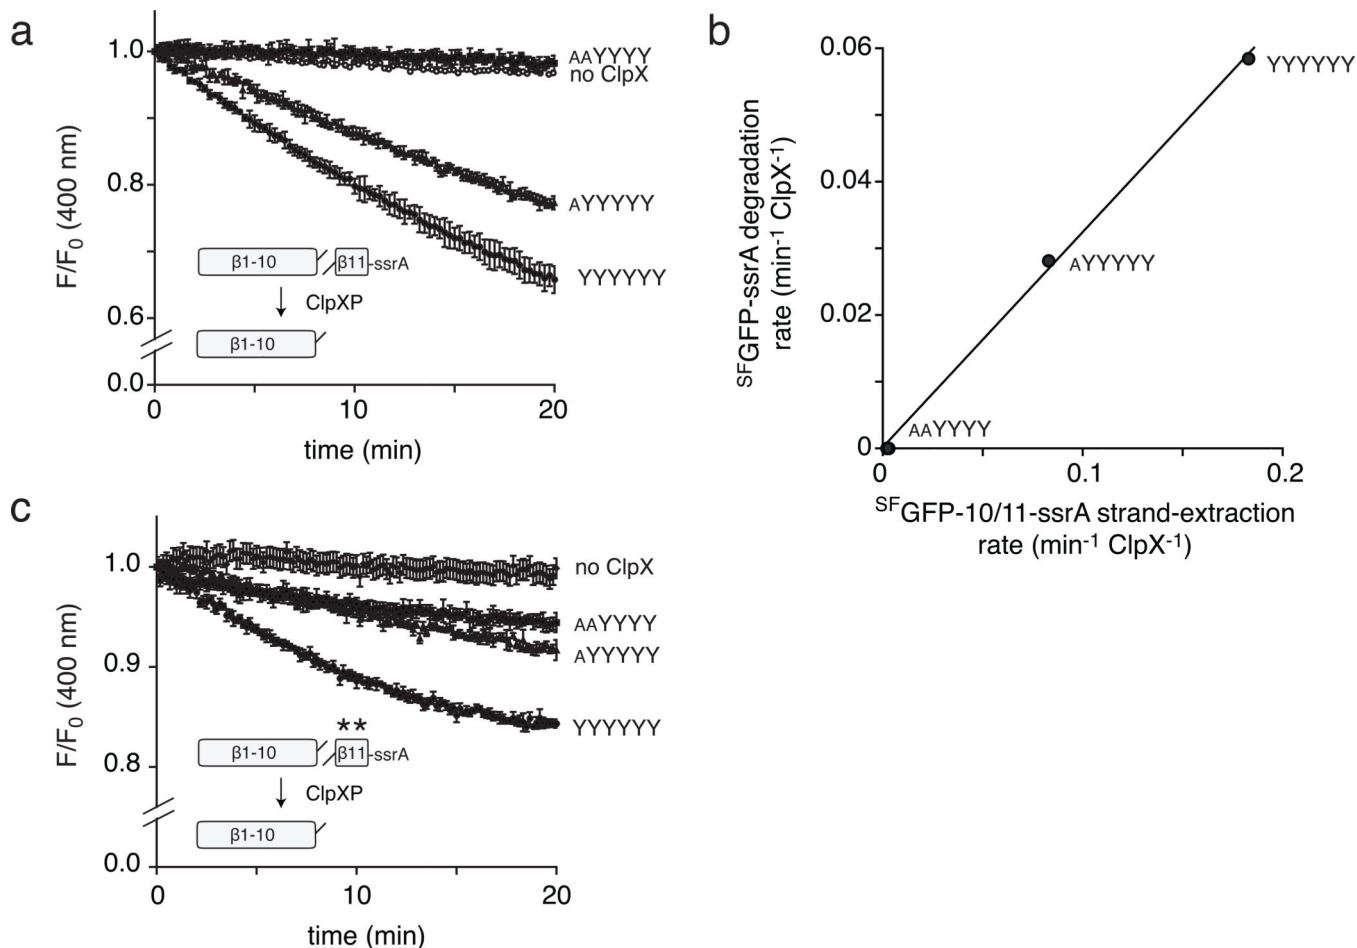 a
1.0
0.8
0.6
0.0
F/F0 (400 nm)
AAYYYY
no ClpX
AYYYYY
YYYYYY
β1-10
β11
-ssrA
ClpXP
β1-10
0
10
20
time (min)
b
0.06
0.04
0.02
0
SFGFP-ssrA degradation
rate (min-1 ClpX-1)
YYYYYY
AYYYYY
AAYYYY
0
0.1
0.2
SFGFP-10/11-ssrA strand-extraction
rate (min-1 ClpX-1)
c
1.0
0.9
0.8
0.0
F/F0 (400 nm)
no ClpX
AAYYYY
AYYYYY
YYYYYY
**
β1-10
β11
-ssrA
ClpXP
β1-10
0
10
20
time (min)